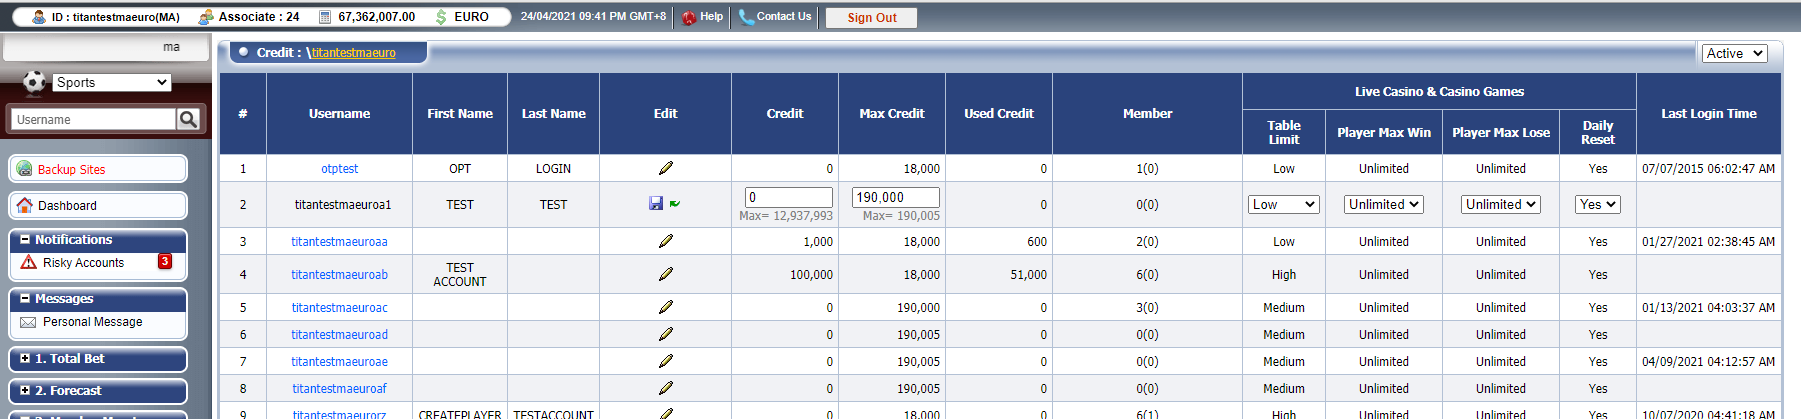 ID : titantestmaeuro(MA) Associate : 24 67,362,007.00 EURO 24/04/2021 09:41 PM GMT+8 Help Contact Us Sign Out
ma
Sports
Username
Backup Sites
Dashboard
Notifications
Risky Accounts 3
Messages
Personal Message
1. Total Bet
2. Forecast
Credit : \titantestmaeuro Active
# Username First Name Last Name Edit Credit Max Credit Used Credit Member Live Casino & Casino Games Last Login Time
Table Limit Player Max Win Player Max Lose Daily Reset
1 otptest OPT LOGIN 0 18,000 0 1(0) Low Unlimited Unlimited Yes 07/07/2015 06:02:47 AM
2 titantestmaeuroa1 TEST TEST 0 190,000 0 0(0) Low Unlimited Unlimited Yes
Max= 12,937,993 Max= 190,005
3 titantestmaeuroaa 1,000 18,000 600 2(0) Low Unlimited Unlimited Yes 01/27/2021 02:38:45 AM
4 titantestmaeuroab TEST ACCOUNT 100,000 18,000 51,000 6(0) High Unlimited Unlimited Yes
5 titantestmaeuroac 0 190,000 0 3(0) Medium Unlimited Unlimited Yes 01/13/2021 04:03:37 AM
6 titantestmaeuroad 0 190,005 0 0(0) Medium Unlimited Unlimited Yes
7 titantestmaeuroae 0 190,005 0 0(0) Medium Unlimited Unlimited Yes 04/09/2021 04:12:57 AM
8 titantestmaeuroaf 0 190,005 0 0(0) Medium Unlimited Unlimited Yes
9 titantestmaeurorz CREATEPLAYER TESTACCOUNT 0 18,000 0 6(1) High Unlimited Unlimited Yes 10/07/2020 04:41:18 AM